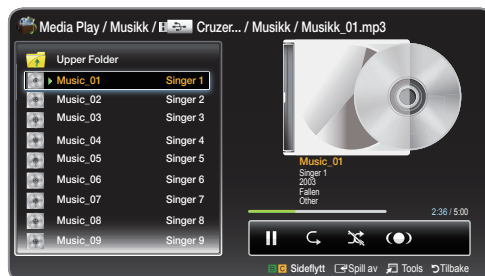 Media Play / Musikk / E Cruzer... / Musikk / Musikk_01.mp3
Upper Folder
Music_01 Singer 1
Music_02 Singer 2
Music_03 Singer 3
Music_04 Singer 4
Music_05 Singer 5
Music_06 Singer 6
Music_07 Singer 7
Music_08 Singer 8
Music_09 Singer 9
Music_01
Singer 1
2003
Fallen
Other
2:36 / 5:00
B C Sideflytt Spill av Tools Tilbake